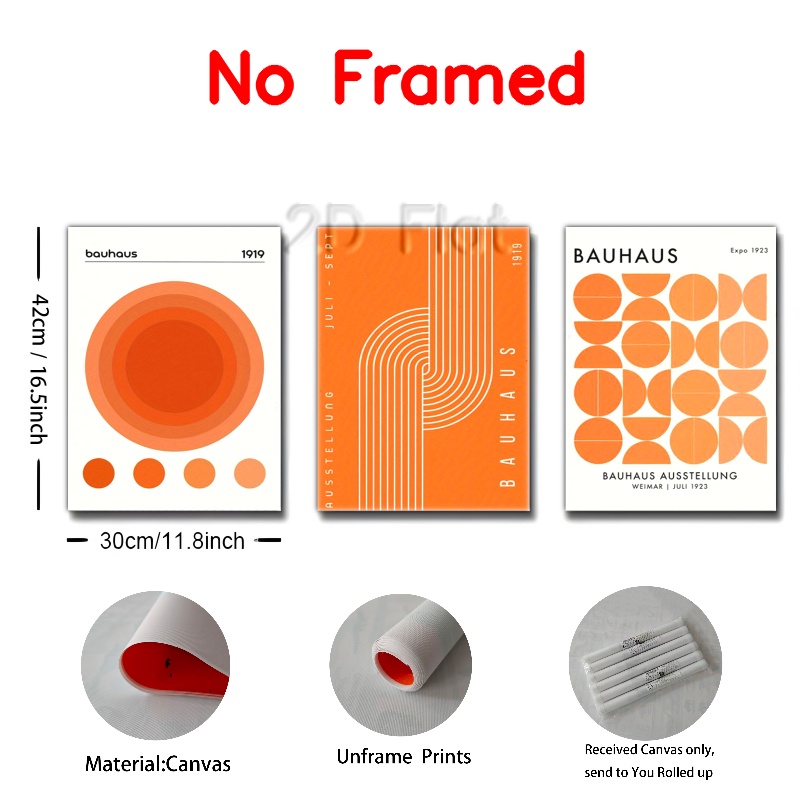 No Framed
2D Flat
bauhaus 1919
AUSSTELLUNG JULI - SEPT
1919
BAUHAUS
BAUHAUS
Expo 1923
BAUHAUS AUSSTELLUNG
WEIMAR | JULI 1923
42cm / 16.5inch
30cm/11.8inch
Material:Canvas
Unframe Prints
Received Canvas only,
send to You Rolled up